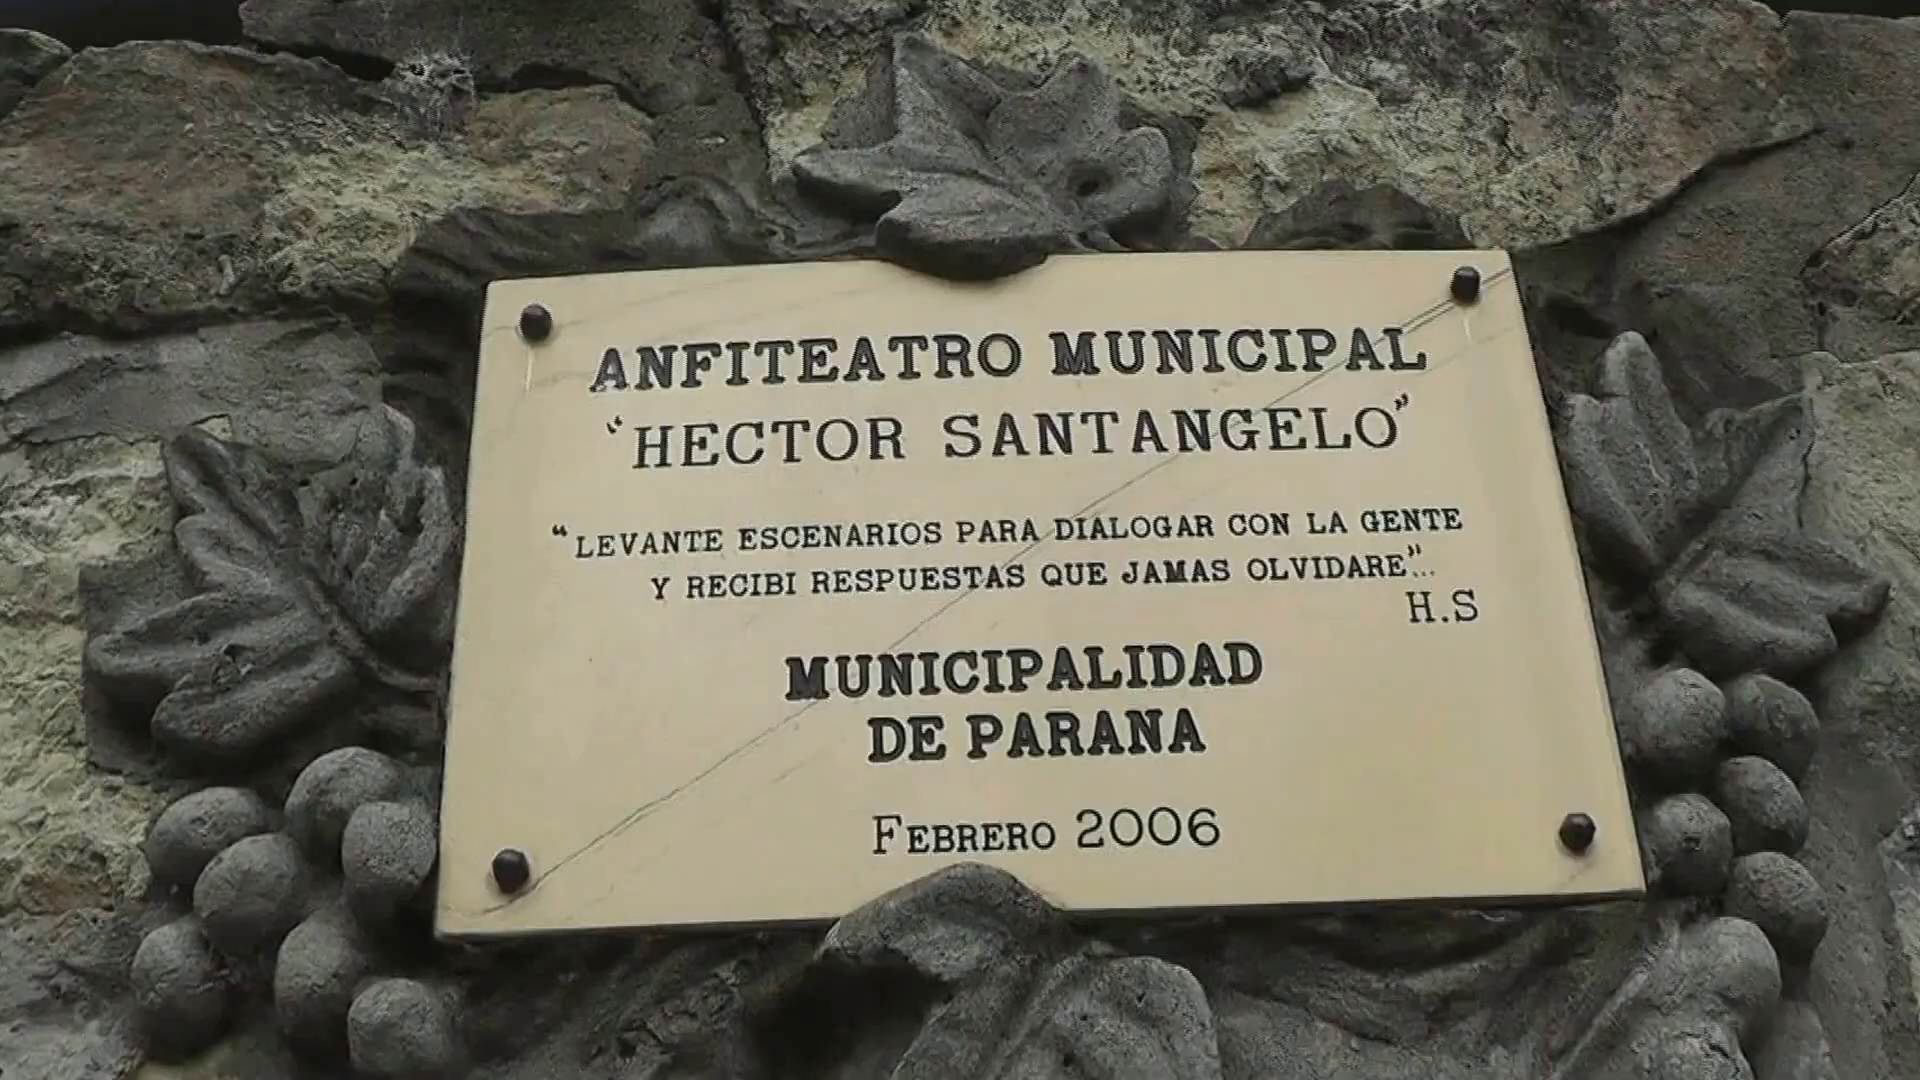 ANFITEATRO MUNICIPAL
“HECTOR SANTANGELO”
“LEVANTE ESCENARIOS PARA DIALOGAR CON LA GENTE
Y RECIBI RESPUESTAS QUE JAMAS OLVIDARE”...
H.S
MUNICIPALIDAD
DE PARANA
FEBRERO 2006